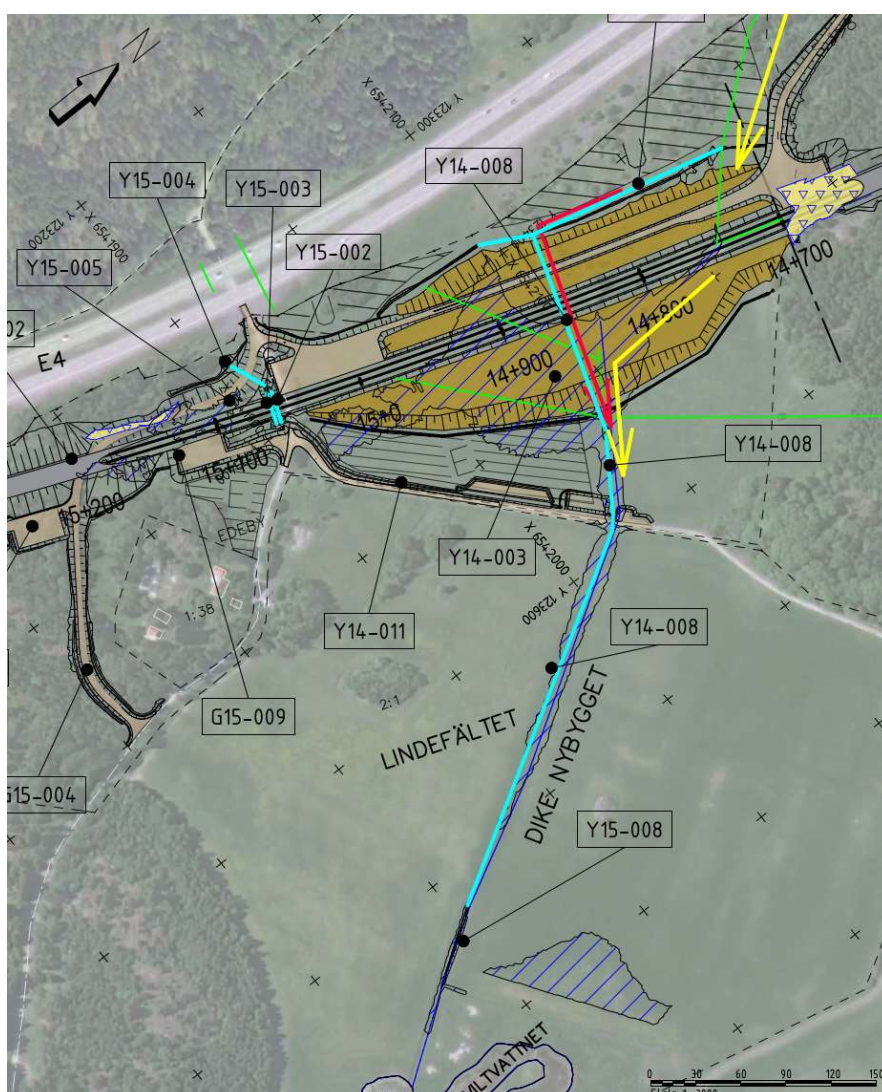 N
X 6542100
Y 123300
Y15-004
Y15-003
Y14-008
Y 123200
X 6541900
Y15-005
Y15-002
14+700
02
14+800
E4
14+900
15+0
15+100
Y14-008
15+200
EDEBY
X 6542000
Y14-003
Y 123600
1:38
Y14-011
Y14-008
2:1
G15-009
LINDEFÄLTET
DIKE NYBYGGET
G15-004
Y15-008
VILTVATTNET
0 30 60 90 120 150